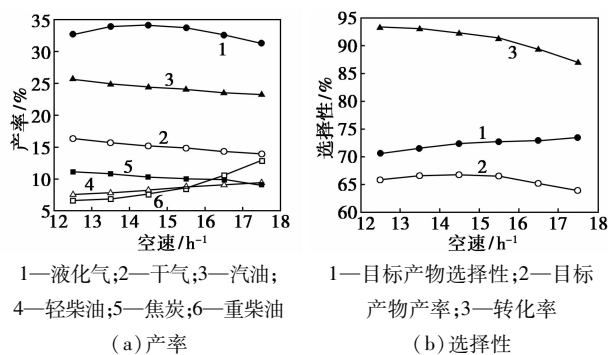 35
30
25
20
15
10
5
产率/%
1
3
2
5
4
6
12 13 14 15 16 17 18
空速/h⁻¹
1—液化气;2—干气;3—汽油;
4—轻柴油;5—焦炭;6—重柴油
(a)产率
95
90
85
80
75
70
65
60
选择性/%
3
1
2
12 13 14 15 16 17 18
空速/h⁻¹
1—目标产物选择性;2—目标
产物产率;3—转化率
(b)选择性